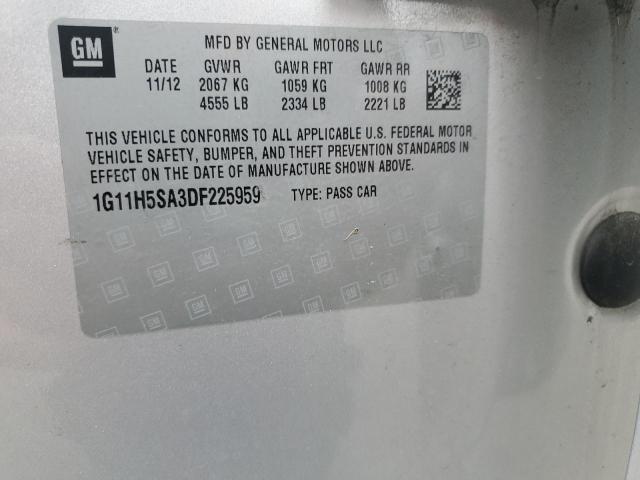 GM
MFD BY GENERAL MOTORS LLC
DATE GVWR GAWR FRT GAWR RR
11/12 2067 KG 1059 KG 1008 KG
4555 LB 2334 LB 2221 LB
THIS VEHICLE CONFORMS TO ALL APPLICABLE U.S. FEDERAL MOTOR
VEHICLE SAFETY, BUMPER, AND THEFT PREVENTION STANDARDS IN
EFFECT ON THE DATE OF MANUFACTURE SHOWN ABOVE.
1G11H5SA3DF225959 TYPE: PASS CAR